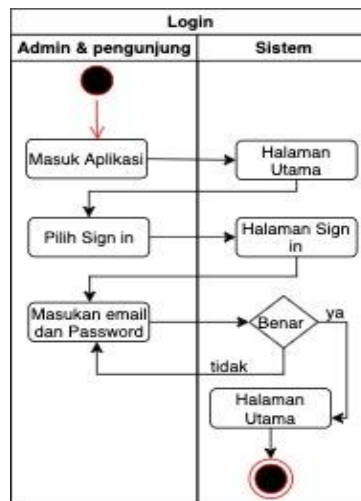 Login
Admin & pengunjung
Sistem
Masuk Aplikasi
Halaman
Utama
Pilih Sign in
Halaman Sign
in
Masukan email
dan Password
Benar
ya
tidak
Halaman
Utama